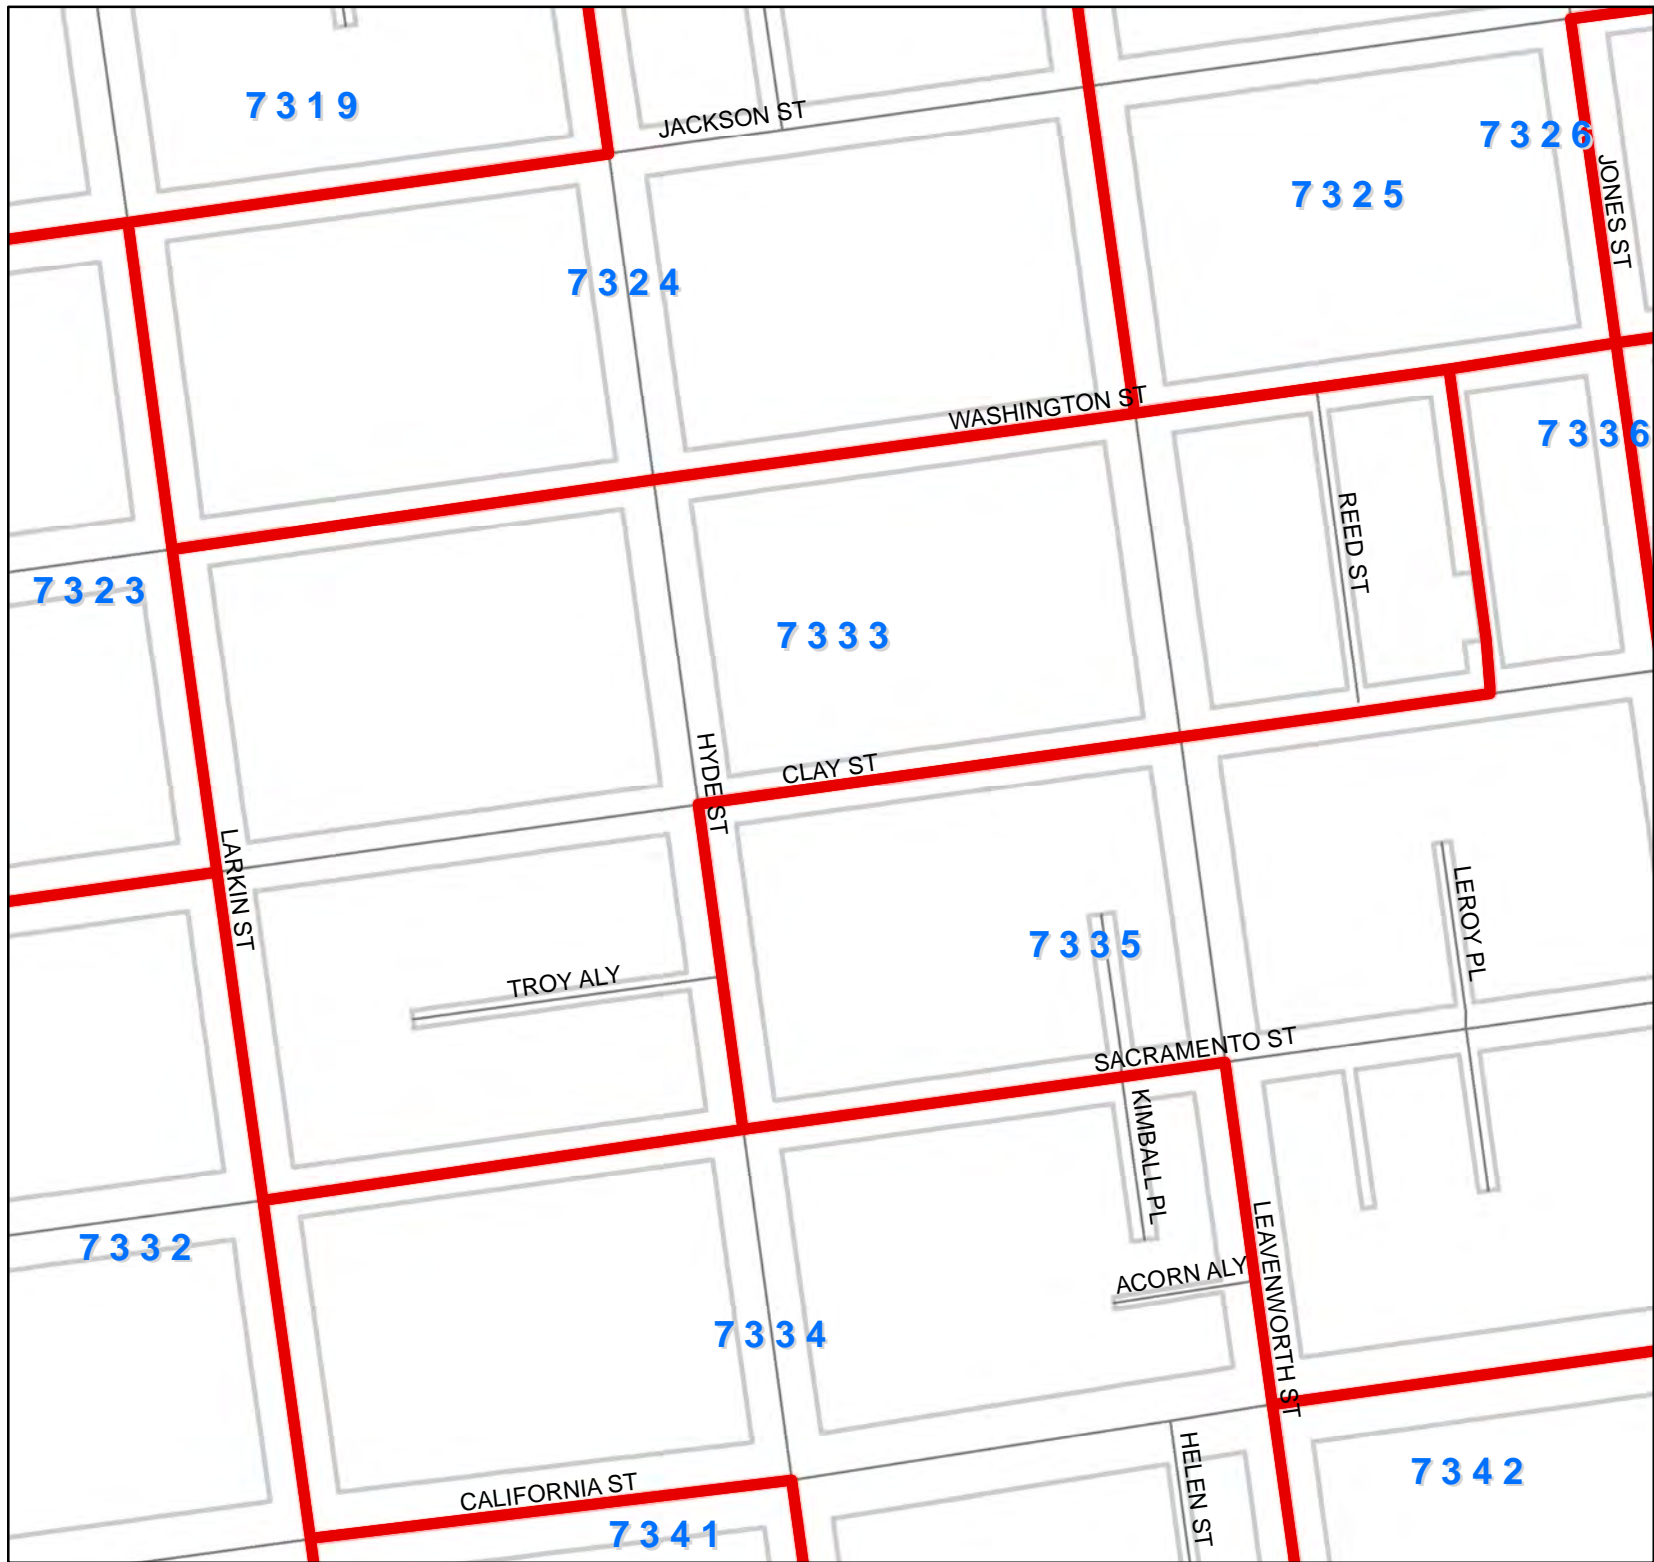 7319
JACKSON ST
7326
JONES ST
7325
7324
WASHINGTON ST
7336
REED ST
7323
7333
HYDE ST
CLAY ST
LARKIN ST
LEROY PL
7335
TROY ALY
SACRAMENTO ST
KIMBALL PL
LEAVENWORTH ST
7332
ACORN ALY
7334
HELEN ST
7342
CALIFORNIA ST
7341